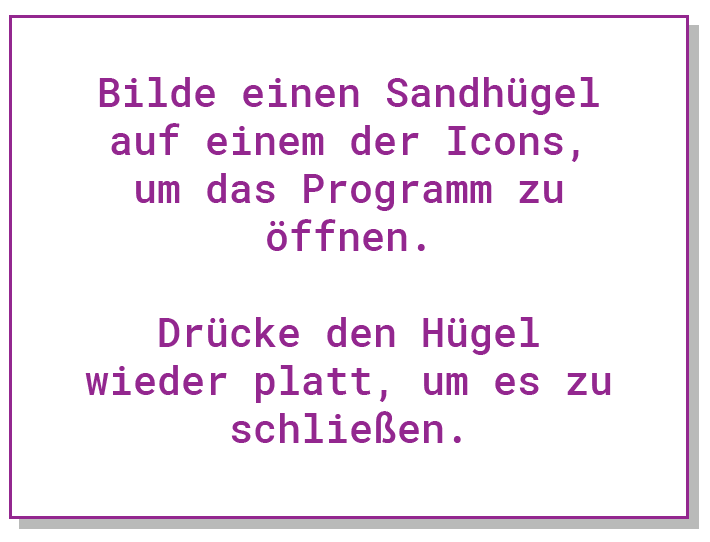 Bilde einen Sandhügel
auf einem der Icons,
um das Programm zu
öffnen.
Drücke den Hügel
wieder platt, um es zu
schließen.